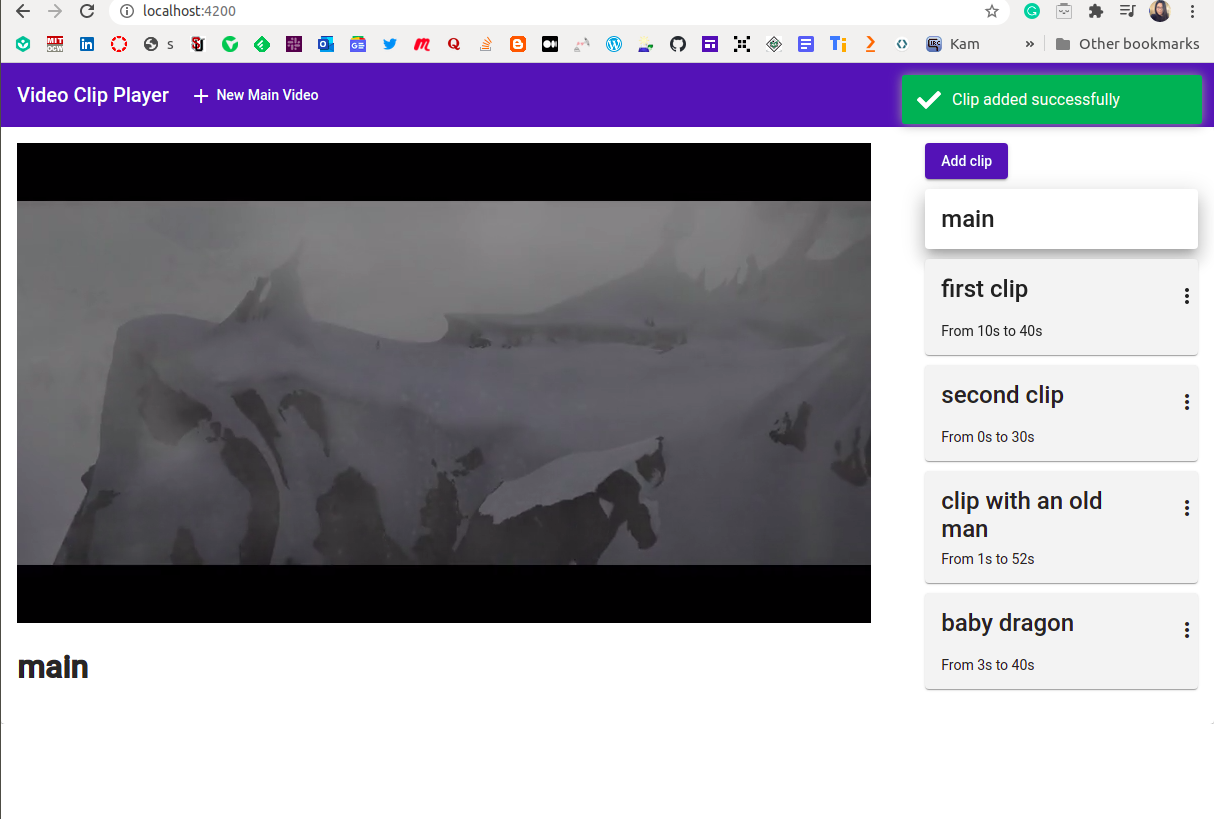 localhost:4200
MIT
OCW
s
Kam
»
Other bookmarks
Video Clip Player
+ New Main Video
Clip added successfully
Add clip
main
first clip
From 10s to 40s
second clip
From 0s to 30s
clip with an old
man
From 1s to 52s
baby dragon
From 3s to 40s
main